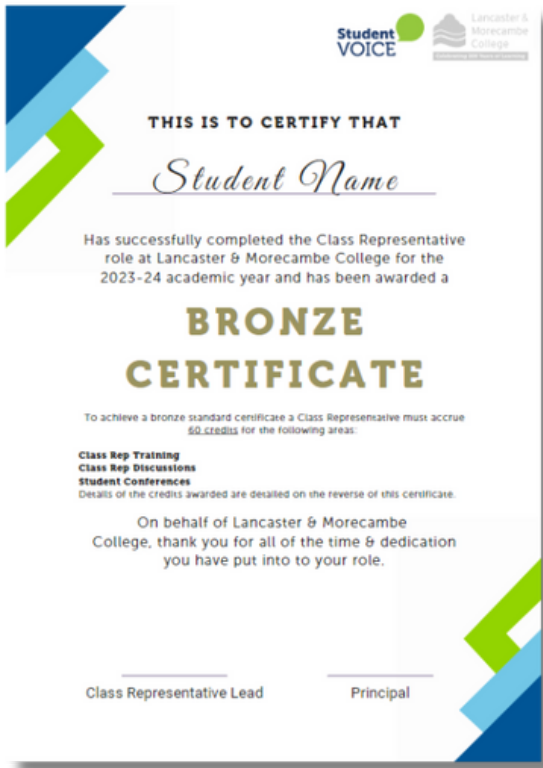 Student
VOICE
Lancaster &
Morecambe
College
THIS IS TO CERTIFY THAT
Student Name
Has successfully completed the Class Representative
role at Lancaster & Morecambe College for the
2023-24 academic year and has been awarded a
BRONZE
CERTIFICATE
To achieve a bronze standard certificate a Class Representative must accrue
60 credits for the following areas:
Class Rep Training
Class Rep Discussions
Student Conferences
Details of the credits awarded are detailed on the reverse of this certificate.
On behalf of Lancaster & Morecambe
College, thank you for all of the time & dedication
you have put into to your role.
Class Representative Lead
Principal